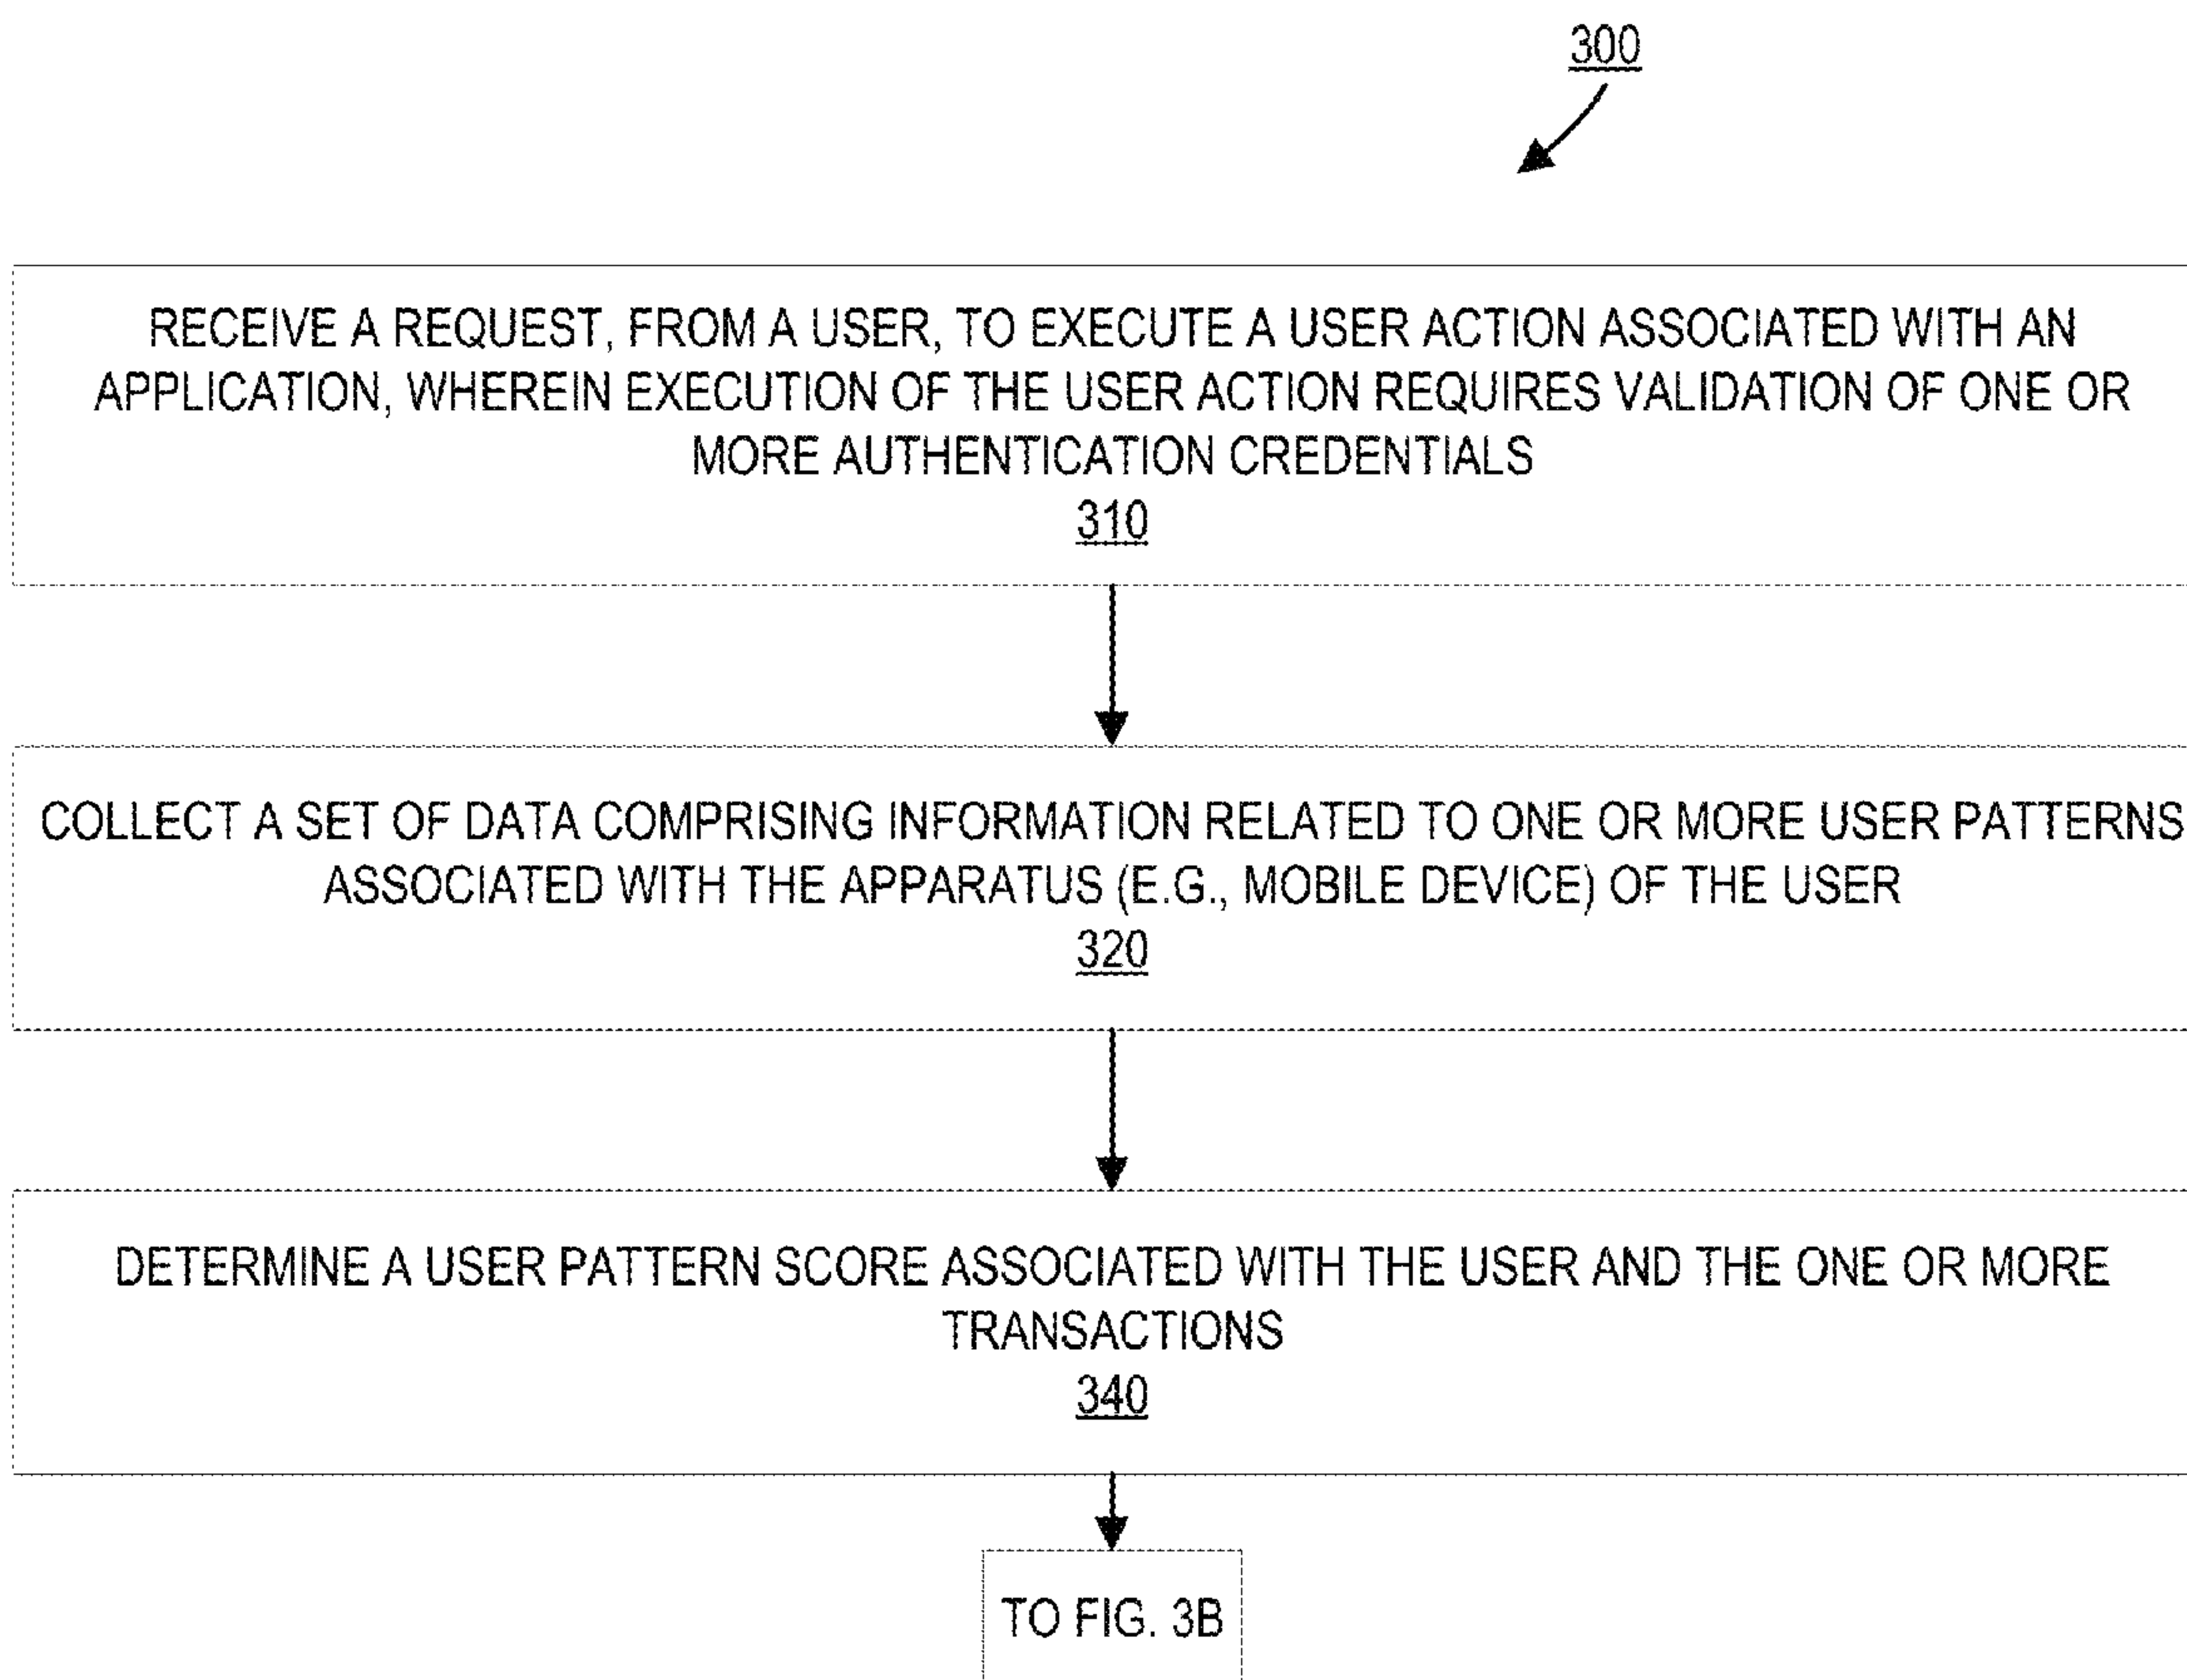 300
RECEIVE A REQUEST, FROM A USER, TO EXECUTE A USER ACTION ASSOCIATED WITH AN
APPLICATION, WHEREIN EXECUTION OF THE USER ACTION REQUIRES VALIDATION OF ONE OR
MORE AUTHENTICATION CREDENTIALS
310
COLLECT A SET OF DATA COMPRISING INFORMATION RELATED TO ONE OR MORE USER PATTERNS
ASSOCIATED WITH THE APPARATUS (E.G., MOBILE DEVICE) OF THE USER
320
DETERMINE A USER PATTERN SCORE ASSOCIATED WITH THE USER AND THE ONE OR MORE
TRANSACTIONS
340
TO FIG. 3B